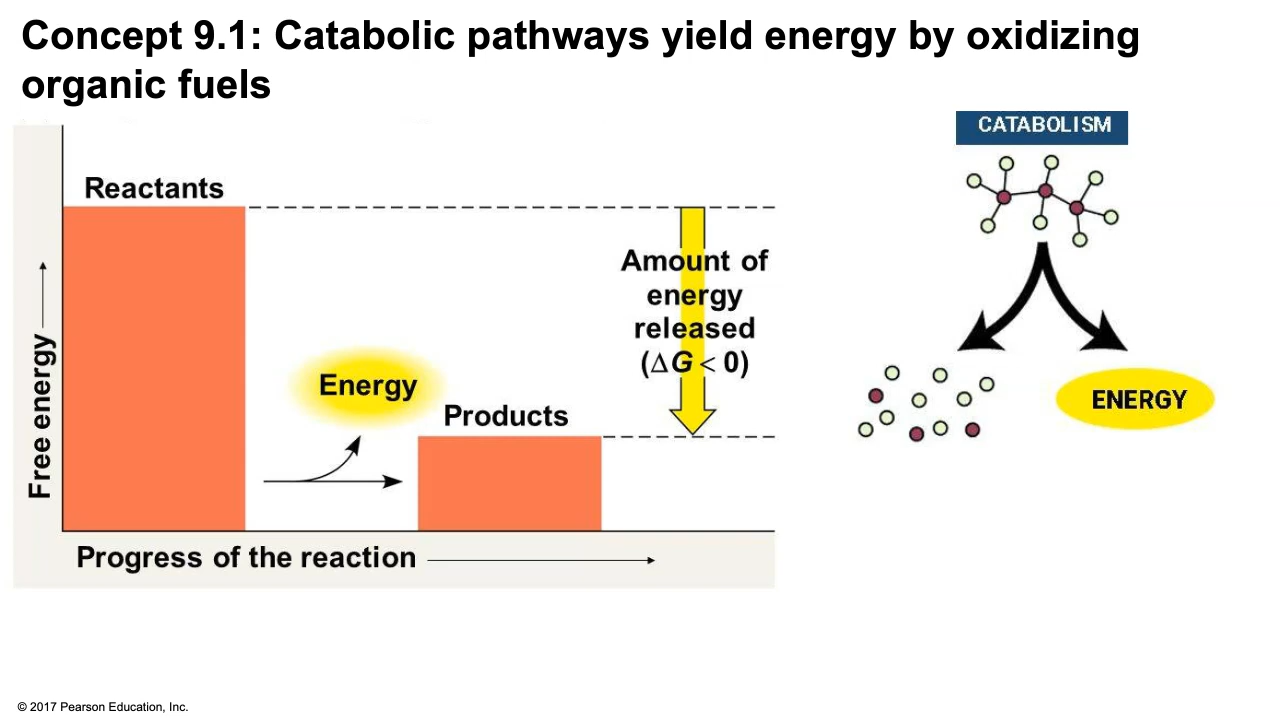 Concept 9.1: Catabolic pathways yield energy by oxidizing
organic fuels
Reactants
Free energy
Energy
Products
Amount of
energy
released
(∆G < 0)
Progress of the reaction
CATABOLISM
ENERGY
© 2017 Pearson Education, Inc.